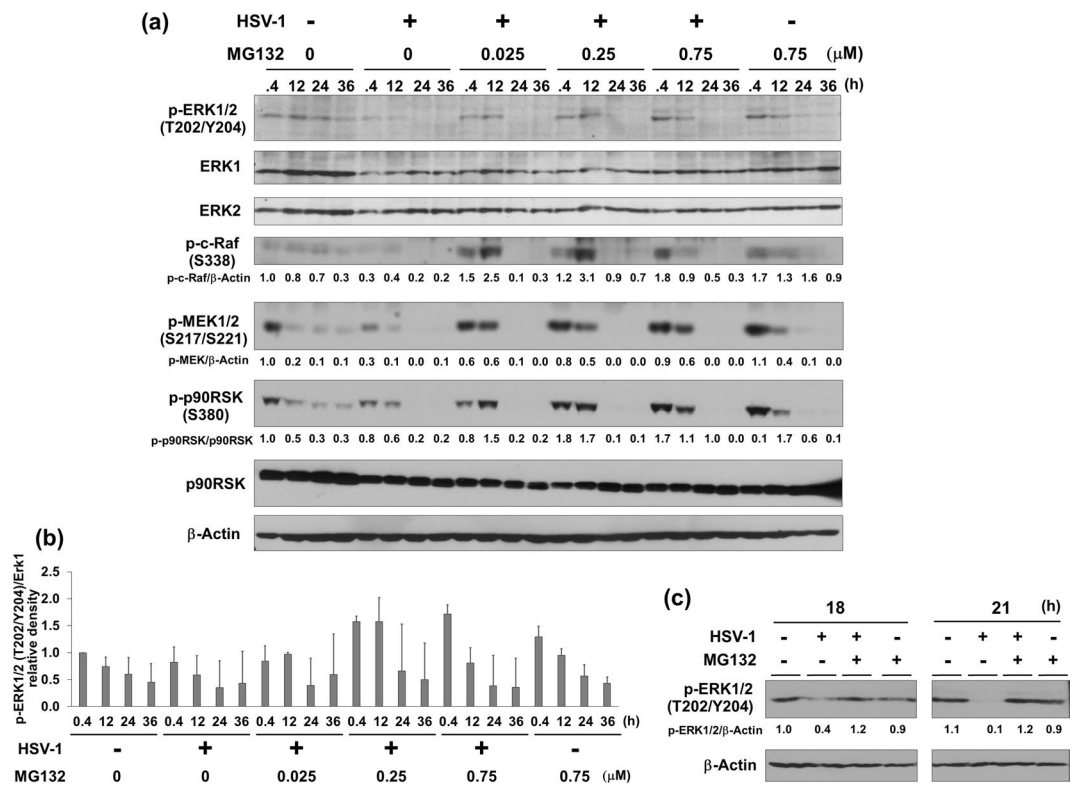 (a)
HSV-1 - + + + + -
MG132 0 0 0.025 0.25 0.75 0.75 (μM)
.4 12 24 36 .4 12 24 36 .4 12 24 36 .4 12 24 36 .4 12 24 36 .4 12 24 36 (h)
p-ERK1/2
(T202/Y204)
ERK1
ERK2
p-c-Raf
(S338)
p-c-Raf/β-Actin 1.0 0.8 0.7 0.3 0.3 0.4 0.2 0.2 1.5 2.5 0.1 0.3 1.2 3.1 0.9 0.7 1.8 0.9 0.5 0.3 1.7 1.3 1.6 0.9
p-MEK1/2
(S217/S221)
p-MEK/β-Actin 1.0 0.2 0.1 0.1 0.3 0.1 0.0 0.0 0.6 0.6 0.1 0.0 0.8 0.5 0.0 0.0 0.9 0.6 0.0 0.0 1.1 0.4 0.1 0.0
p-p90RSK
(S380)
p-p90RSK/p90RSK 1.0 0.5 0.3 0.3 0.8 0.6 0.2 0.2 0.8 1.5 0.2 0.2 1.8 1.7 0.1 0.1 1.7 1.1 1.0 0.0 0.1 1.7 0.6 0.1
p90RSK
β-Actin
(b)
p-ERK1/2 (T202/Y204)/Erk1
relative density
2.5
2.0
1.5
1.0
0.5
0.0
0.4 12 24 36 0.4 12 24 36 0.4 12 24 36 0.4 12 24 36 0.4 12 24 36 0.4 12 24 36 (h)
HSV-1 - + + + + -
MG132 0 0 0.025 0.25 0.75 0.75 (μM)
(c)
18 21 (h)
HSV-1 - + + - - + + -
MG132 - - + + - - + +
p-ERK1/2
(T202/Y204)
p-ERK1/2/β-Actin 1.0 0.4 1.2 0.9 1.1 0.1 1.2 0.9
β-Actin